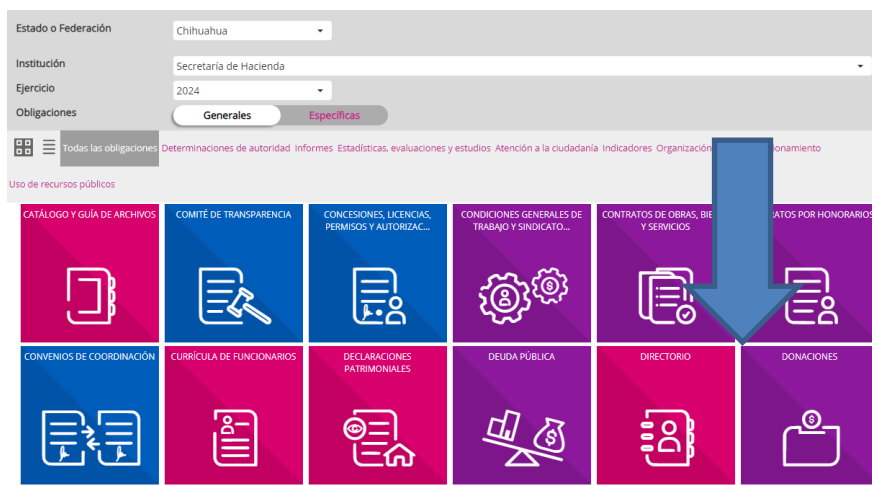 Estado o Federación
Chihuahua
Institución
Secretaría de Hacienda
Ejercicio
2024
Obligaciones
Generales Específicas
Todas las obligaciones Determinaciones de autoridad Informes Estadísticas, evaluaciones y estudios Atención a la ciudadanía Indicadores Organización
Uso de recursos públicos
CATÁLOGO Y GUÍA DE ARCHIVOS
COMITÉ DE TRANSPARENCIA
CONCESIONES, LICENCIAS,
PERMISOS Y AUTORIZAC...
CONDICIONES GENERALES DE
TRABAJO Y SINDICATO...
CONTRATOS DE OBRAS,
Y SERVICIOS
POR HONORARIOS
CONVENIOS DE COORDINACIÓN
CURRÍCULA DE FUNCIONARIOS
DECLARACIONES
PATRIMONIALES
DEUDA PÚBLICA
DIRECTORIO
DONACIONES